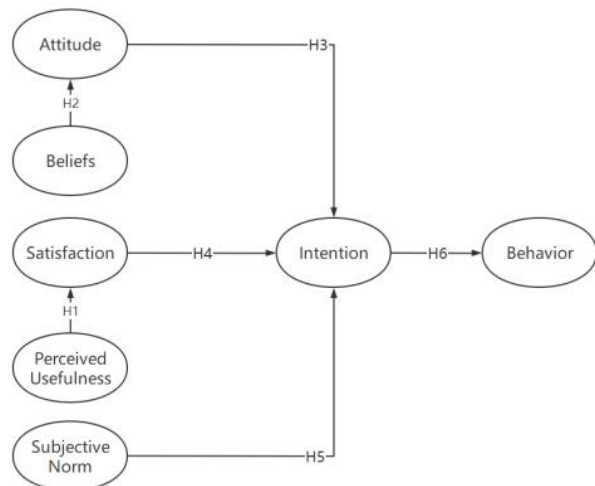 Attitude
H3
H2
Beliefs
Satisfaction
H4
Intention
H6
Behavior
H1
Perceived
Usefulness
Subjective
Norm
H5